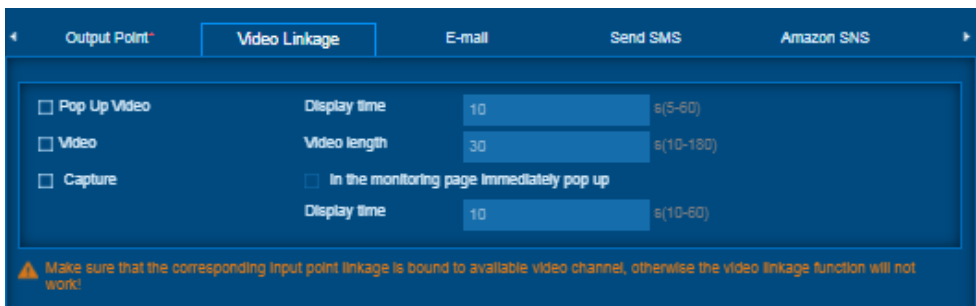 Output Point* Video Linkage E-mail Send SMS Amazon SNS
Pop Up Video Display time 10 s(5-60)
Video Video length 30 s(10-180)
Capture In the monitoring page immediately pop up
Display time 10 s(10-60)
Make sure that the corresponding input point linkage is bound to available video channel, otherwise the video linkage function will not
work!